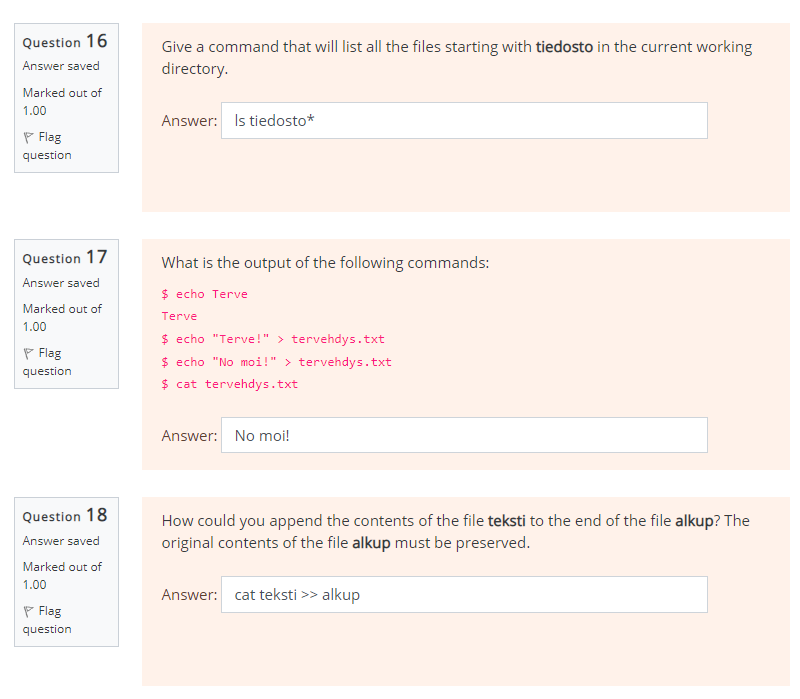 Question 16
Answer saved
Marked out of
1.00
Flag
question
Give a command that will list all the files starting with tiedosto in the current working
directory.
Answer: ls tiedosto*
Question 17
Answer saved
Marked out of
1.00
Flag
question
What is the output of the following commands:
$ echo Terve
Terve
$ echo "Terve!" > tervehdys.txt
$ echo "No moi!" > tervehdys.txt
$ cat tervehdys.txt
Answer: No moi!
Question 18
Answer saved
Marked out of
1.00
Flag
question
How could you append the contents of the file teksti to the end of the file alkup? The
original contents of the file alkup must be preserved.
Answer: cat teksti >> alkup